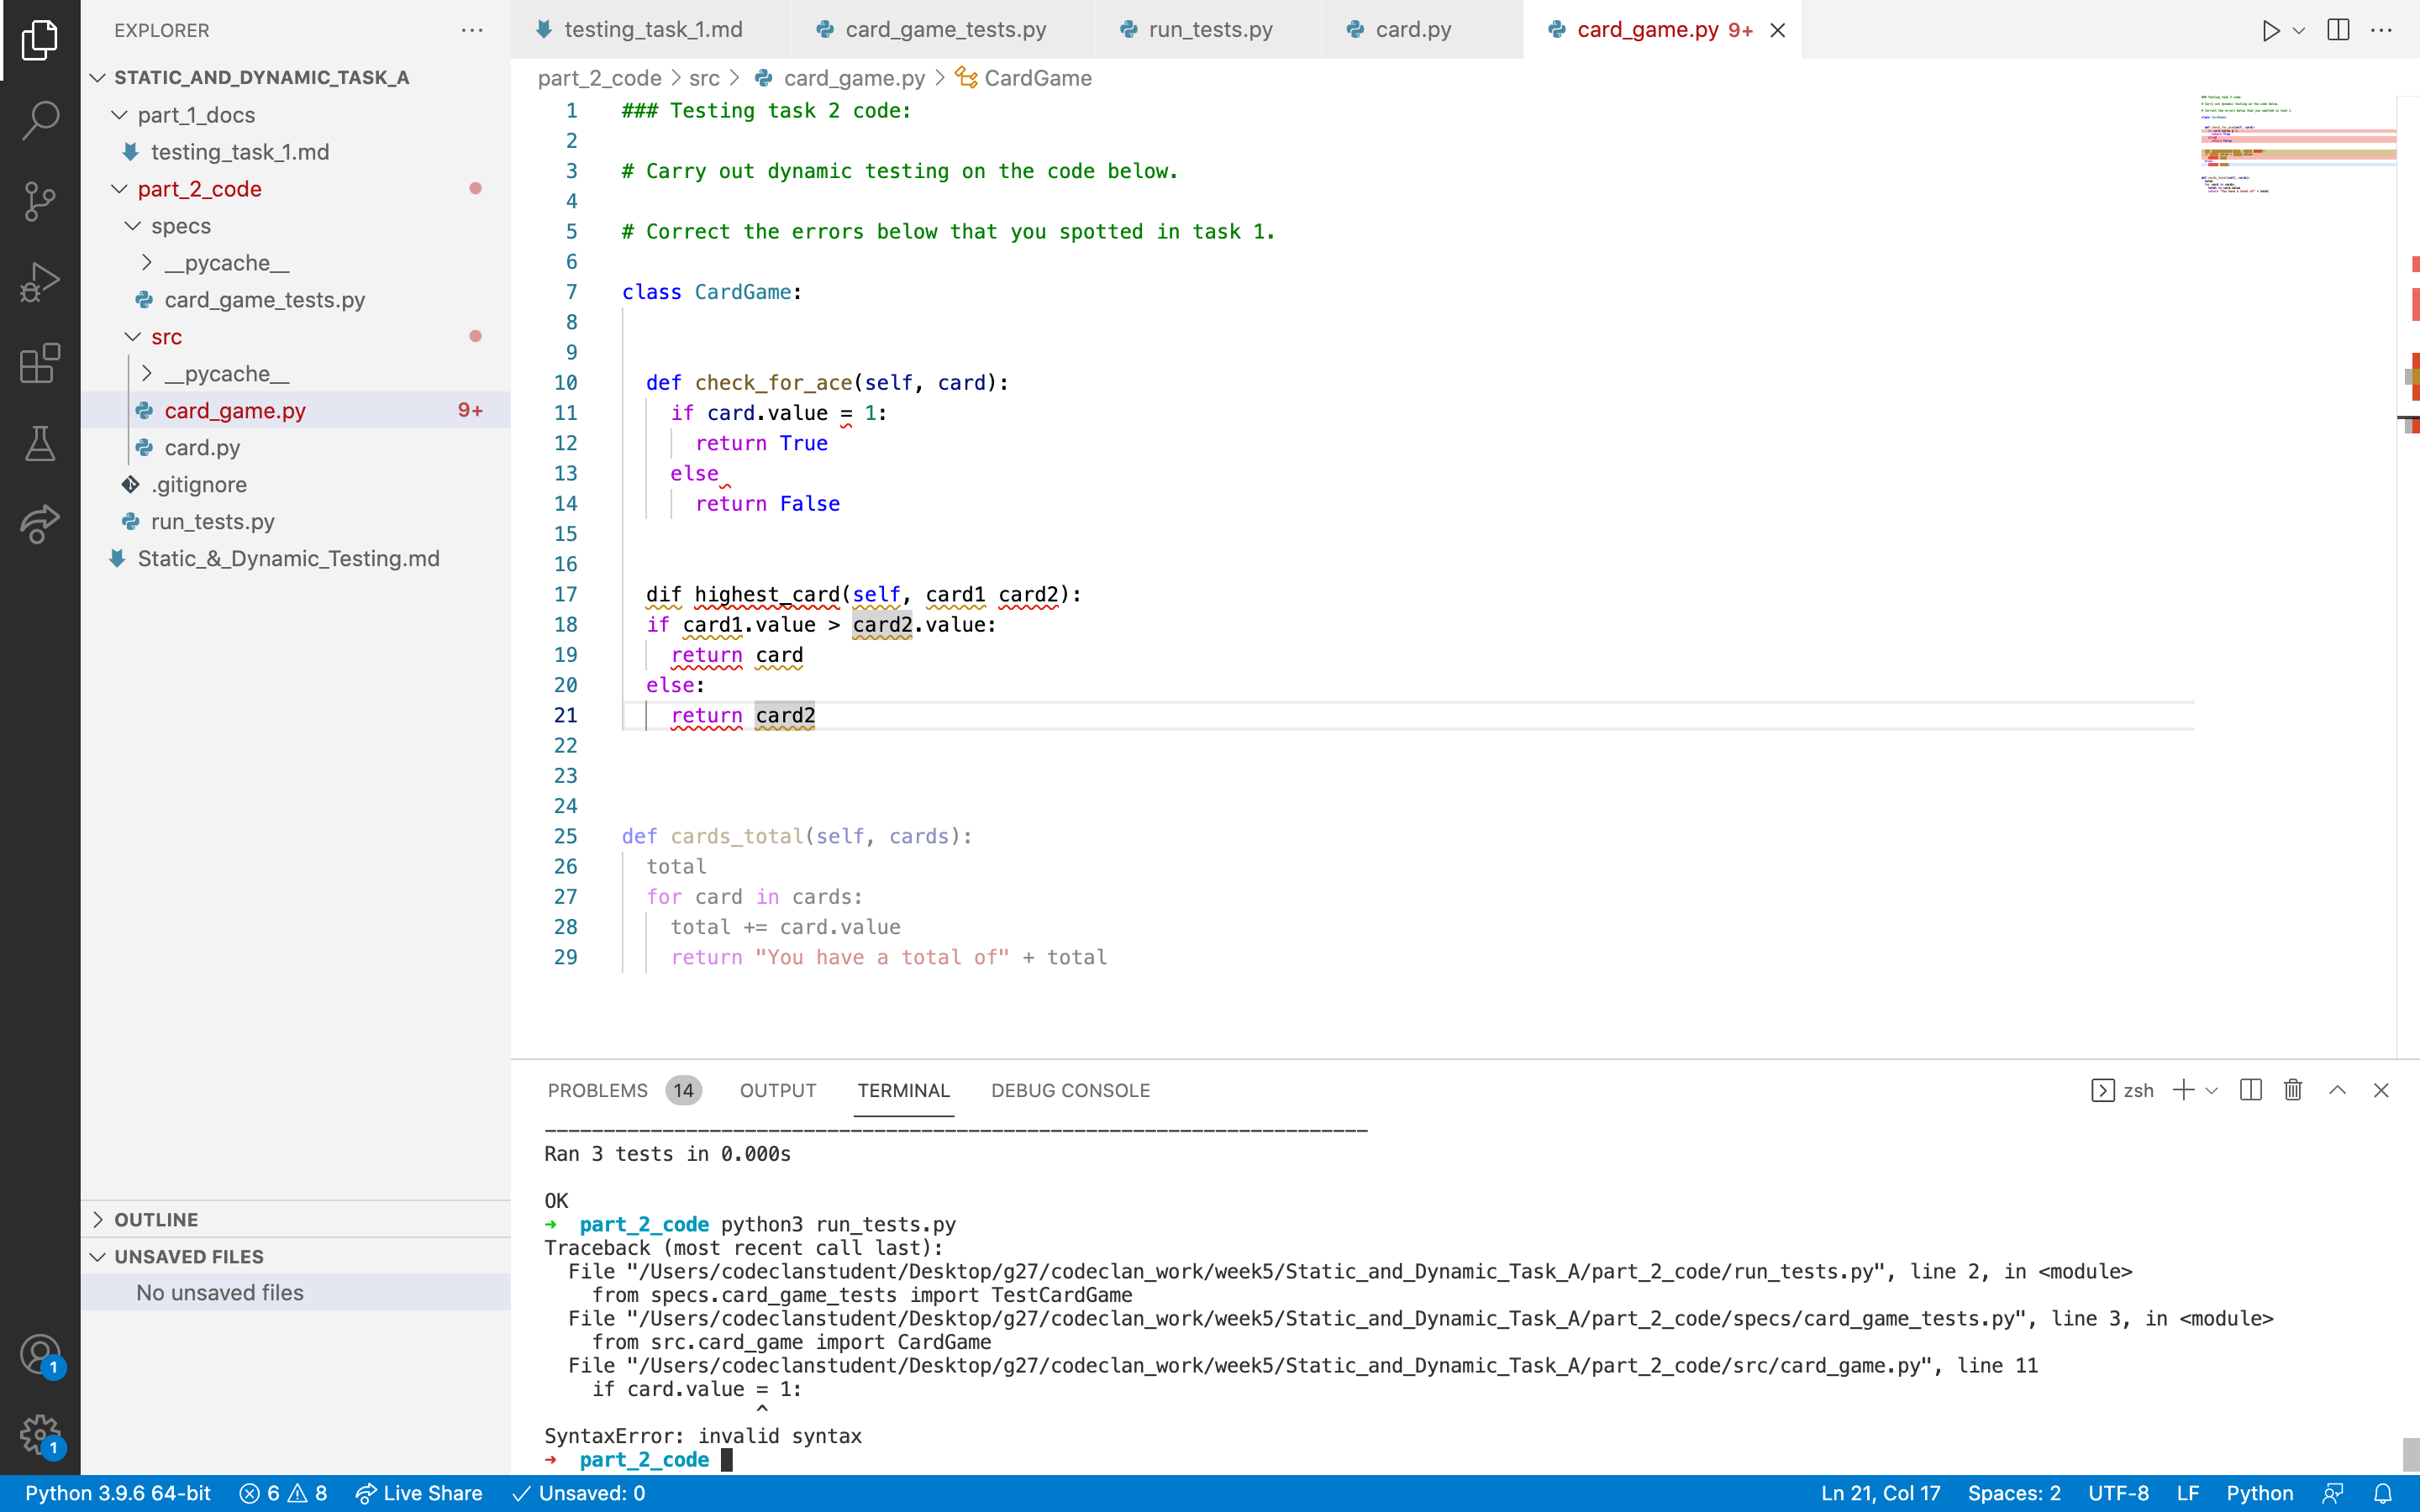 EXPLORER
STATIC_AND_DYNAMIC_TASK_A
part_1_docs
testing_task_1.md
part_2_code
specs
__pycache__
card_game_tests.py
src
__pycache__
card_game.py 9+
card.py
.gitignore
run_tests.py
Static_&_Dynamic_Testing.md
OUTLINE
UNSAVED FILES
No unsaved files
1
1
testing_task_1.md card_game_tests.py run_tests.py card.py card_game.py 9+
part_2_code > src > card_game.py > CardGame
1 ### Testing task 2 code:
2
3 # Carry out dynamic testing on the code below.
4
5 # Correct the errors below that you spotted in task 1.
6
7 class CardGame:
8
9
10 def check_for_ace(self, card):
11 if card.value = 1:
12 return True
13 else
14 return False
15
16
17 dif highest_card(self, card1 card2):
18 if card1.value > card2.value:
19 return card
20 else:
21 return card2
22
23
24
25 def cards_total(self, cards):
26 total
27 for card in cards:
28 total += card.value
29 return "You have a total of" + total
PROBLEMS 14 OUTPUT TERMINAL DEBUG CONSOLE zsh
----------------------------------------------------------------------
Ran 3 tests in 0.000s
OK
➜ part_2_code python3 run_tests.py
Traceback (most recent call last):
File "/Users/codeclanstudent/Desktop/g27/codeclan_work/week5/Static_and_Dynamic_Task_A/part_2_code/run_tests.py", line 2, in <module>
from specs.card_game_tests import TestCardGame
File "/Users/codeclanstudent/Desktop/g27/codeclan_work/week5/Static_and_Dynamic_Task_A/part_2_code/specs/card_game_tests.py", line 3, in <module>
from src.card_game import CardGame
File "/Users/codeclanstudent/Desktop/g27/codeclan_work/week5/Static_and_Dynamic_Task_A/part_2_code/src/card_game.py", line 11
if card.value = 1:
^
SyntaxError: invalid syntax
➜ part_2_code
Python 3.9.6 64-bit 6 8 Live Share Unsaved: 0 Ln 21, Col 17 Spaces: 2 UTF-8 LF Python